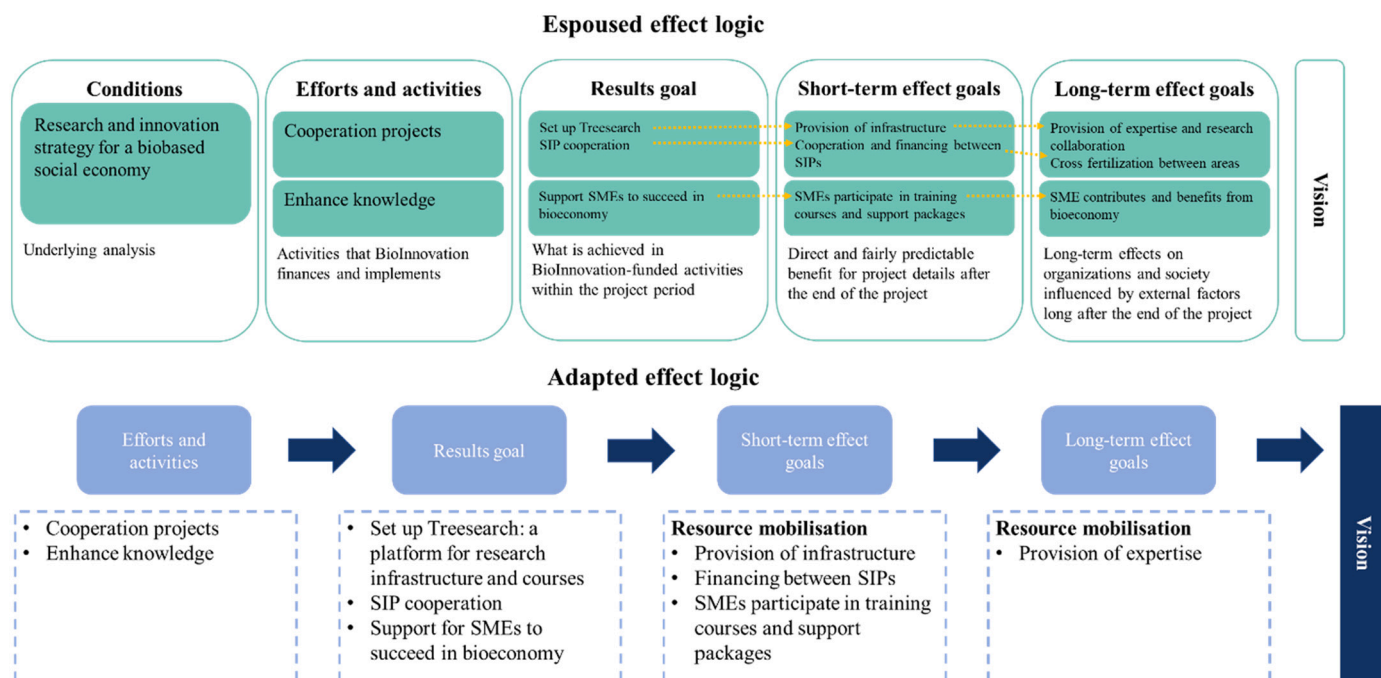 Espoused effect logic
Conditions
Research and innovation
strategy for a biobased
social economy
Underlying analysis
Efforts and activities
Cooperation projects
Enhance knowledge
Activities that BioInnovation
finances and implements
Results goal
Set up Treesearch
SIP cooperation
Support SMEs to succeed in
bioeconomy
What is achieved in
BioInnovation-funded activities
within the project period
Short-term effect goals
Provision of infrastructure
Cooperation and financing between
SIPs
SMEs participate in training
courses and support packages
Direct and fairly predictable
benefit for project details after
the end of the project
Long-term effect goals
Provision of expertise and research
collaboration
Cross fertilization between areas
SME contributes and benefits from
bioeconomy
Long-term effects on
organizations and society
influenced by external factors
long after the end of the project
Vision
Adapted effect logic
Efforts and
activities
Results goal
Short-term effect
goals
Long-term effect
goals
• Cooperation projects
• Enhance knowledge
• Set up Treesearch: a
platform for research
infrastructure and courses
• SIP cooperation
• Support for SMEs to
succeed in bioeconomy
Resource mobilisation
• Provision of infrastructure
• Financing between SIPs
• SMEs participate in training
courses and support
packages
Resource mobilisation
• Provision of expertise
Vision